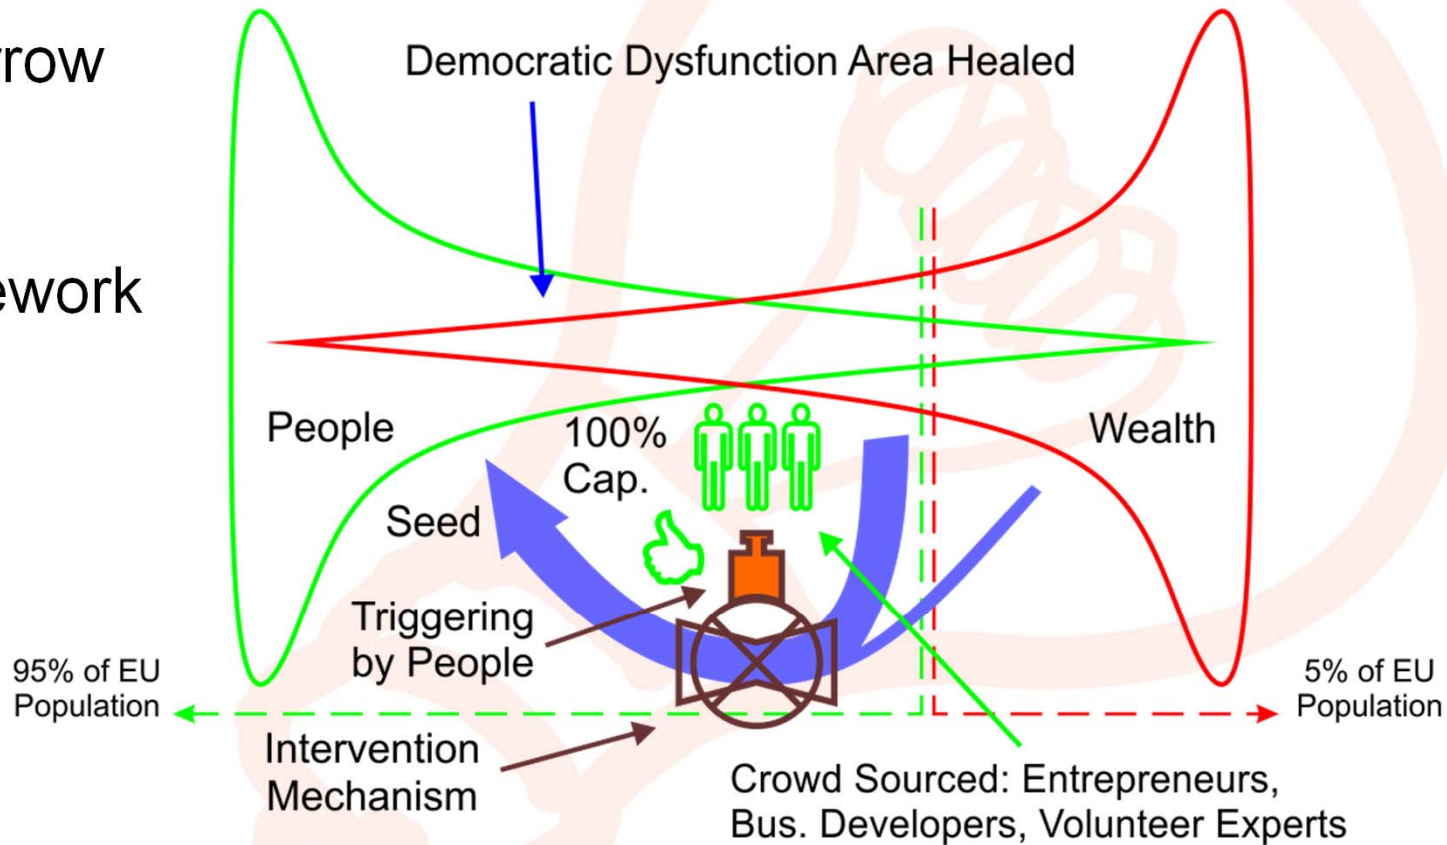 rrow
Democratic Dysfunction Area Healed
ework
People
100%
Cap.
Wealth
Seed
Triggering
by People
95% of EU
Population
5% of EU
Population
Intervention
Mechanism
Crowd Sourced: Entrepreneurs,
Bus. Developers, Volunteer Experts